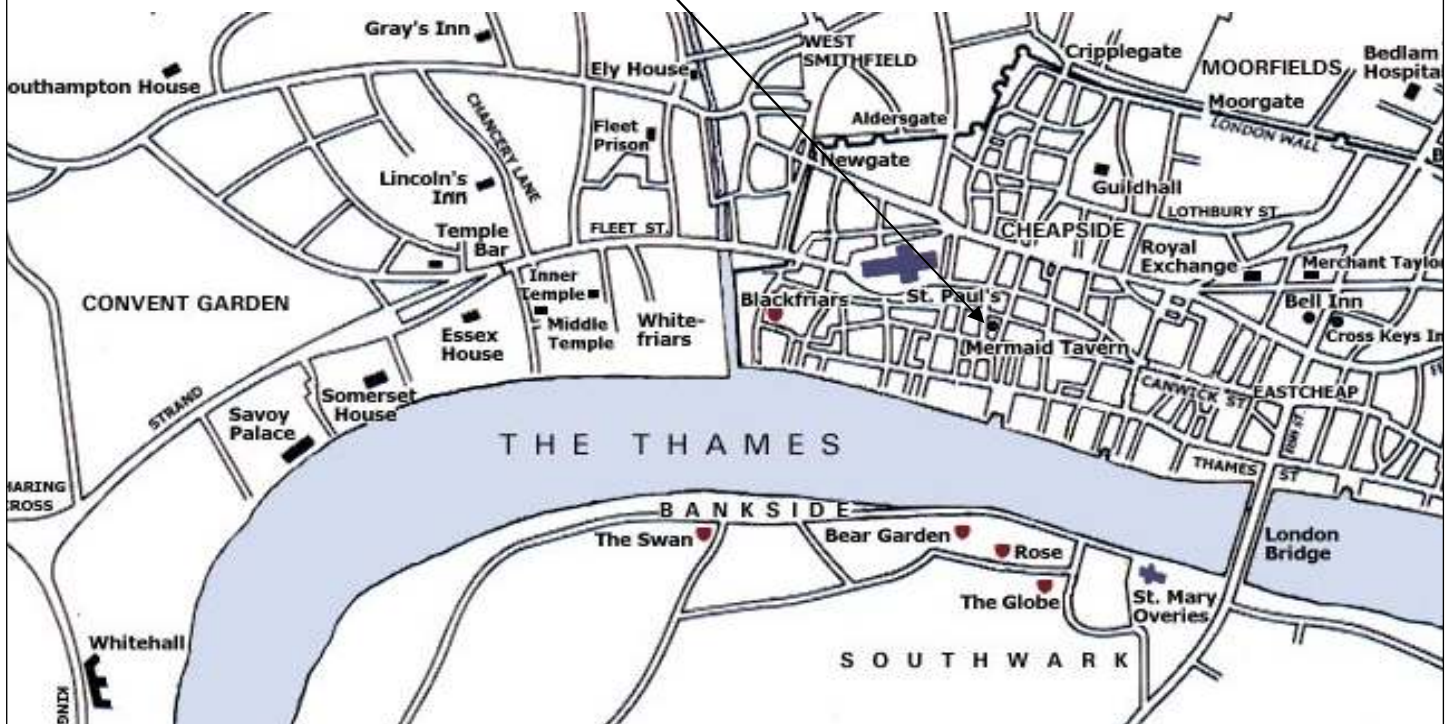 Gray's Inn
outhampton House
Ely House
WEST
SMITHFIELD
Cripplegate
MOORFIELDS
Bedlam
Hospital
Moorgate
LONDON WALL
Aldersgate
CHANCERY LANE
Fleet
Prison
Newgate
Lincoln's
Inn
Guildhall
LOTHBURY ST.
Temple
Bar
FLEET ST.
CHEAPSIDE
Royal
Exchange
Merchant Taylo
Inner
Temple
CONVENT GARDEN
Blackfriars
St. Paul's
Bell Inn
Essex
House
Middle
Temple
White-
friars
Mermaid Tavern
Cross Keys In
STRAND
Somerset
House
Savoy
Palace
CANWICK ST
EASTCHEAP
THE THAMES
THAMES ST
HARING
CROSS
BANKSIDE
The Swan
Bear Garden
Rose
London
Bridge
The Globe
St. Mary
Overies
Whitehall
SOUTHWARK
KING